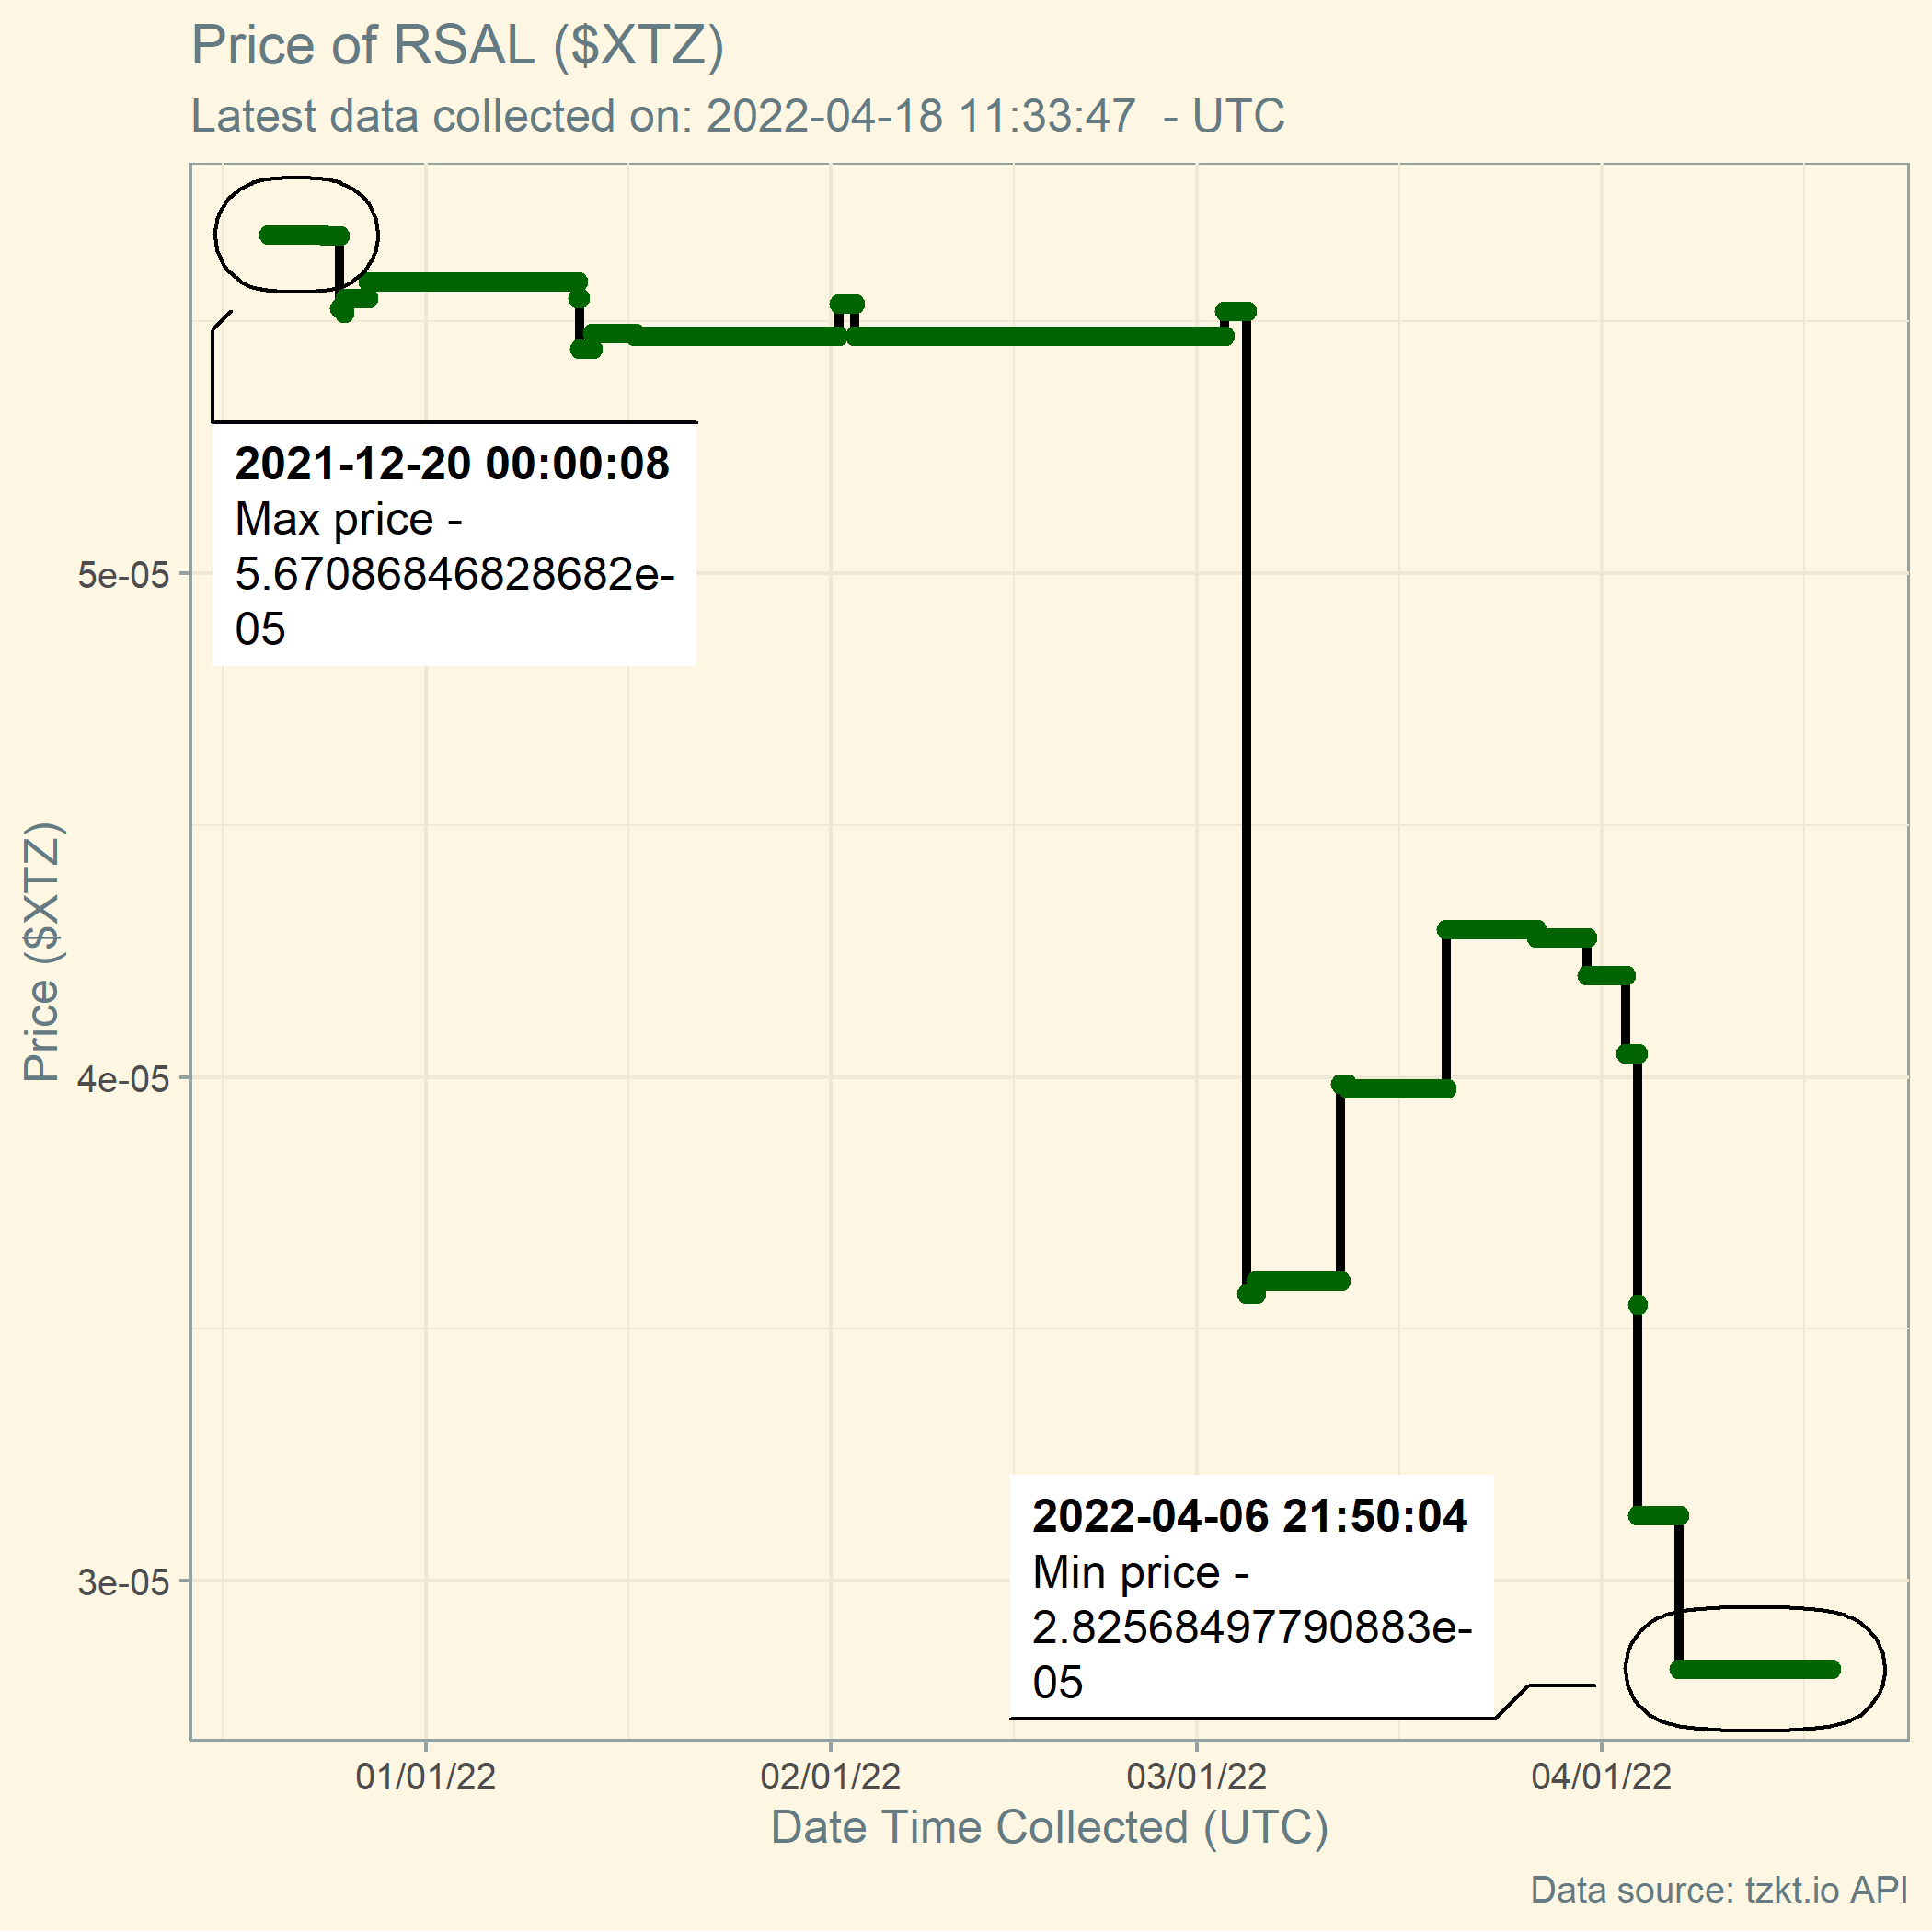 Price of RSAL ($XTZ)
Latest data collected on: 2022-04-18 11:33:47  - UTC
2021-12-20 00:00:08
Max price -
5.67086846828682e-
05
5e-05
4e-05
3e-05
Price ($XTZ)
2022-04-06 21:50:04
Min price -
2.82568497790883e-
05
01/01/22
02/01/22
03/01/22
04/01/22
Date Time Collected (UTC)
Data source: tzkt.io API